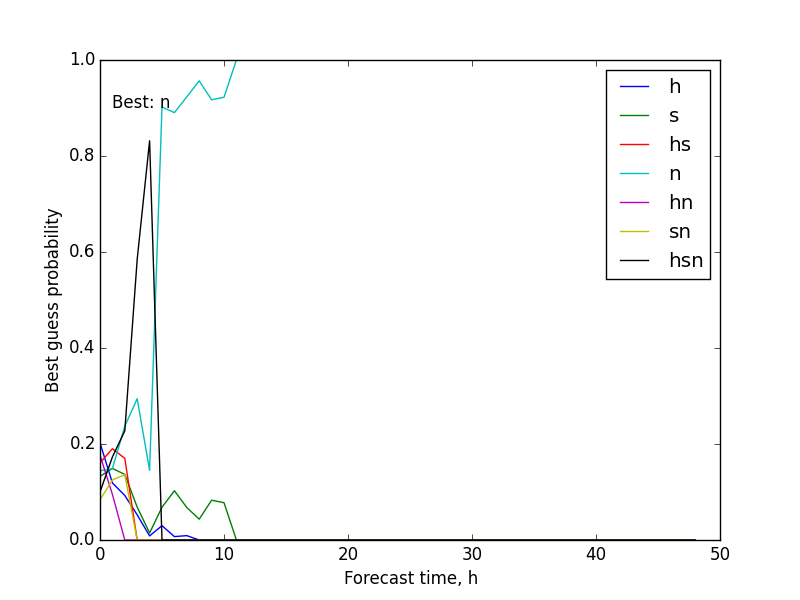 1.0
0.8
0.6
0.4
0.2
0.0
Best guess probability
Best: n
h
s
hs
n
hn
sn
hsn
0 10 20 30 40 50
Forecast time, h